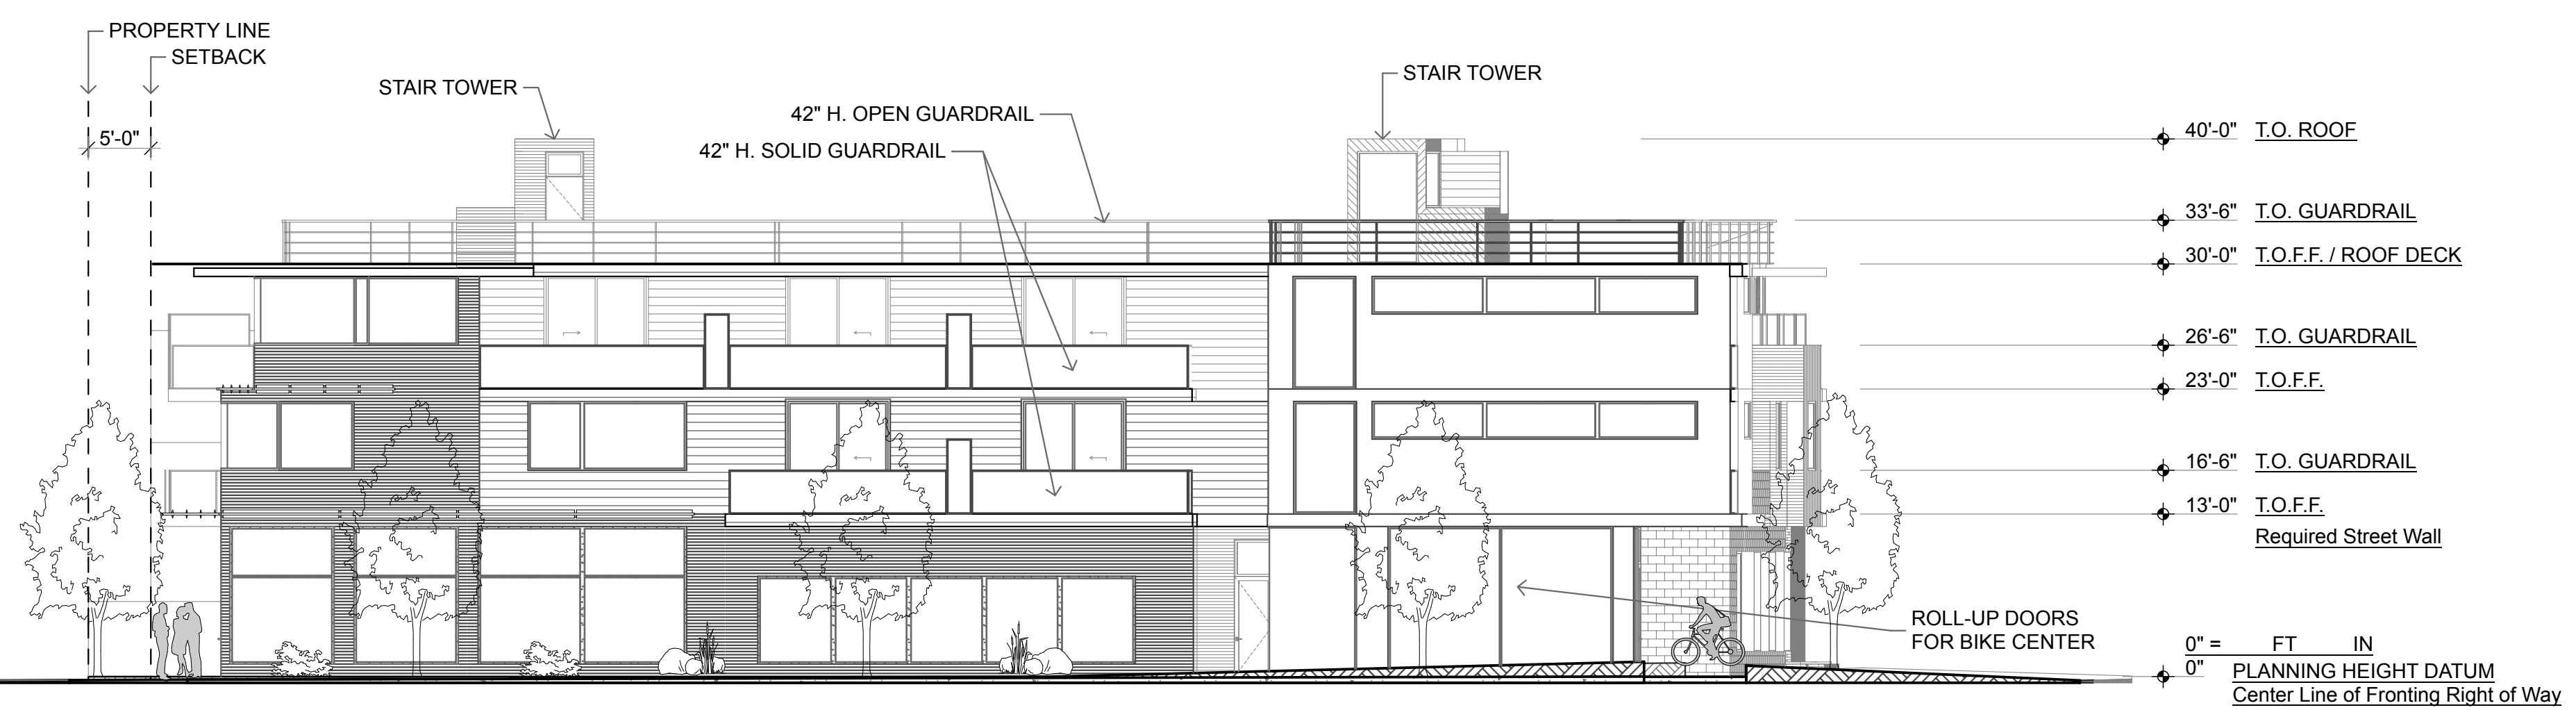 PROPERTY LINE
SETBACK
5'-0"
STAIR TOWER
42" H. OPEN GUARDRAIL
42" H. SOLID GUARDRAIL
STAIR TOWER
40'-0" T.O. ROOF
33'-6" T.O. GUARDRAIL
30'-0" T.O.F.F. / ROOF DECK
26'-6" T.O. GUARDRAIL
23'-0" T.O.F.F.
16'-6" T.O. GUARDRAIL
13'-0" T.O.F.F.
Required Street Wall
ROLL-UP DOORS
FOR BIKE CENTER
0" = FT IN
0" PLANNING HEIGHT DATUM
Center Line of Fronting Right of Way